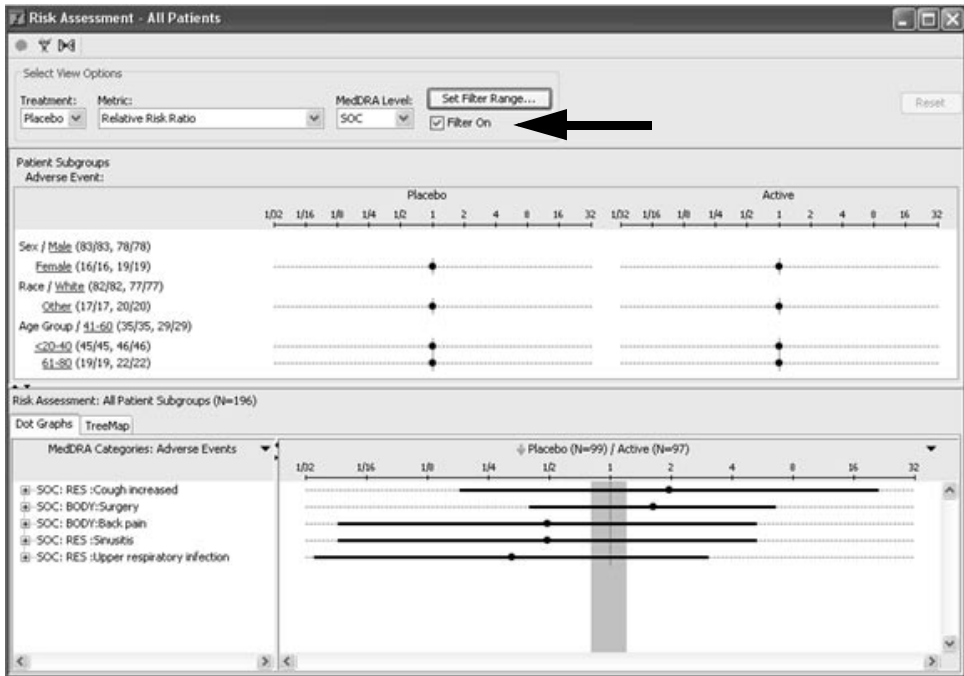 Risk Assessment - All Patients
Select View Options
Treatment: Metric: MedDRA Level: Set Filter Range...
Placebo Relative Risk Ratio SOC Filter On Reset
Patient Subgroups
Adverse Event:
Placebo Active
1/32 1/16 1/8 1/4 1/2 1 2 4 8 16 32 1/32 1/16 1/8 1/4 1/2 1 2 4 8 16 32
Sex / Male (83/83, 78/78)
Female (16/16, 19/19)
Race / White (82/82, 77/77)
Other (17/17, 20/20)
Age Group / 41-60 (35/35, 29/29)
<20-40 (45/45, 46/46)
61-80 (19/19, 22/22)
Risk Assessment: All Patient Subgroups (N=196)
Dot Graphs TreeMap
MedDRA Categories: Adverse Events Placebo (N=99) / Active (N=97)
1/32 1/16 1/8 1/4 1/2 1 2 4 8 16 32
SOC: RES :Cough increased
SOC: BODY:Surgery
SOC: BODY:Back pain
SOC: RES :Sinusitis
SOC: RES :Upper respiratory infection